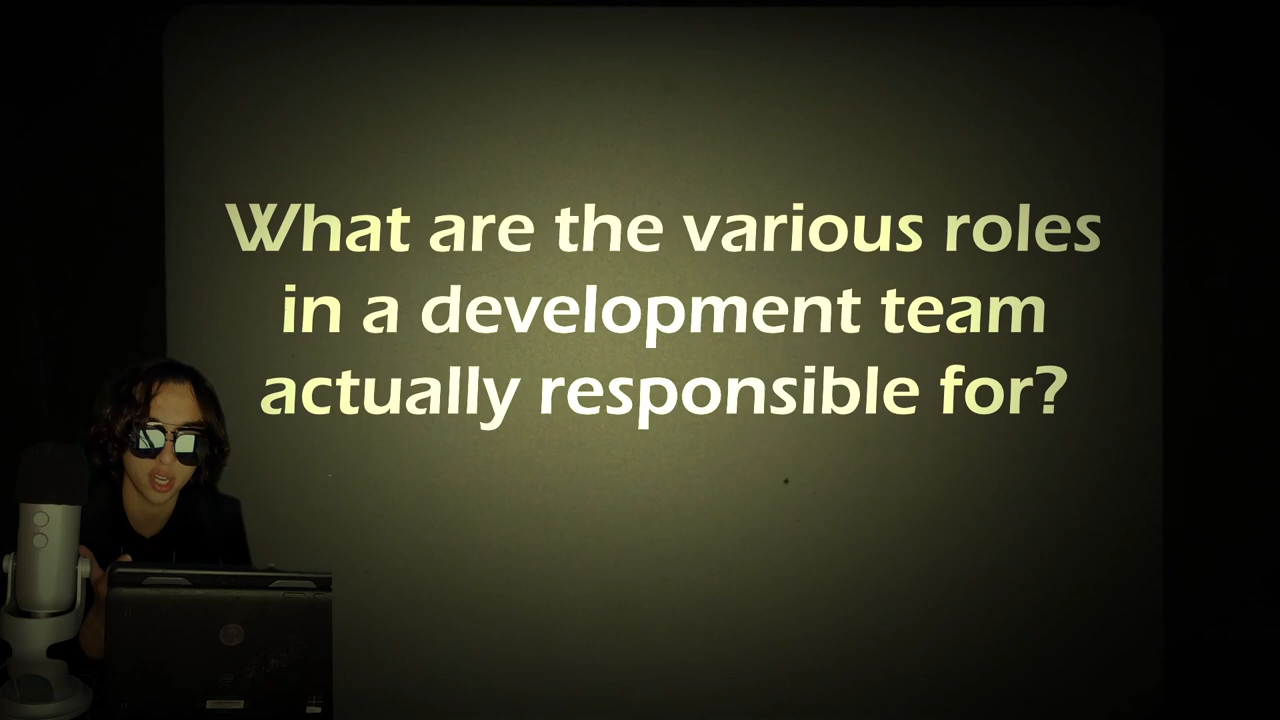 What are the various roles
in a development team
actually responsible for?